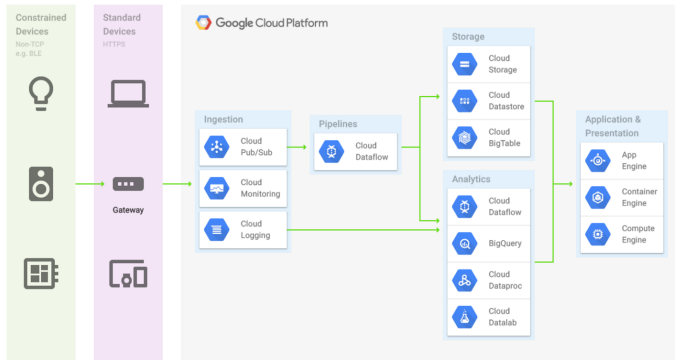 Constrained
Devices
Non-TCP
e.g. BLE
Standard
Devices
HTTPS
Gateway
Google Cloud Platform
Ingestion
Cloud
Pub/Sub
Cloud
Monitoring
Cloud
Logging
Pipelines
Cloud
Dataflow
Storage
Cloud
Storage
Cloud
Datastore
Cloud
BigTable
Analytics
Cloud
Dataflow
BigQuery
Cloud
Dataproc
Cloud
Datalab
Application &
Presentation
App
Engine
Container
Engine
Compute
Engine